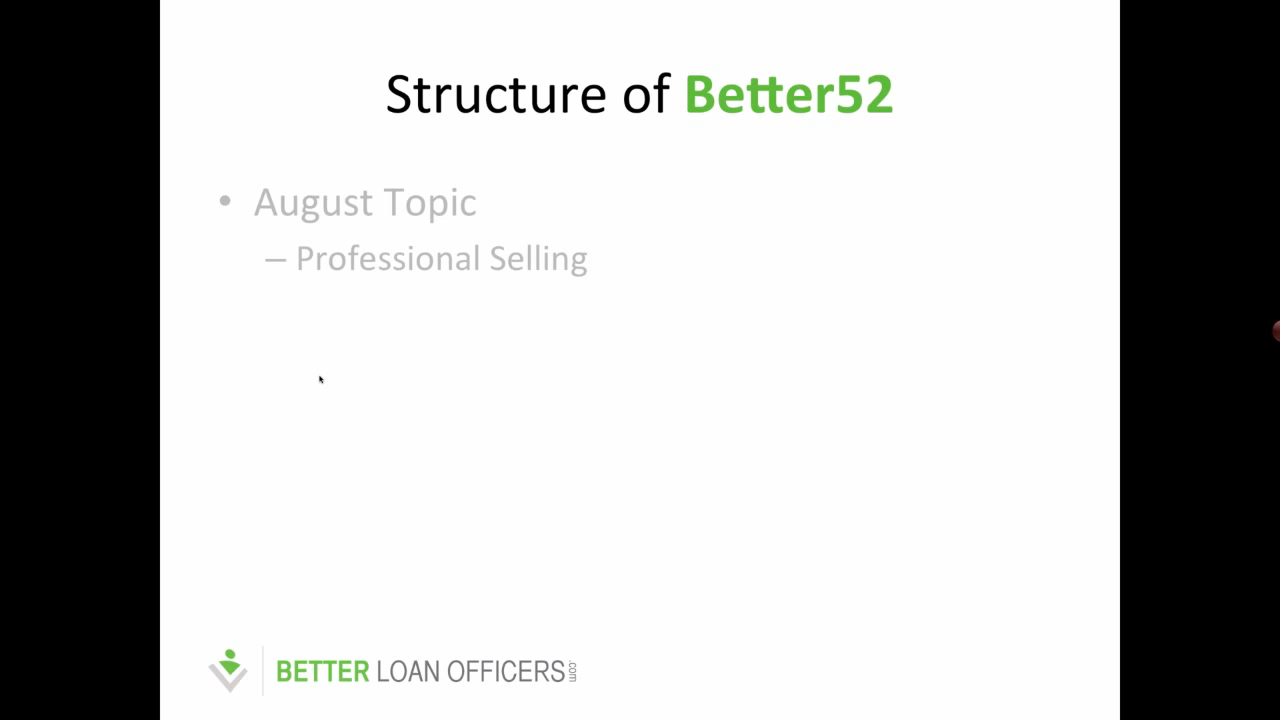 Structure of Better52
• August Topic
– Professional Selling
BETTER LOAN OFFICERS.com